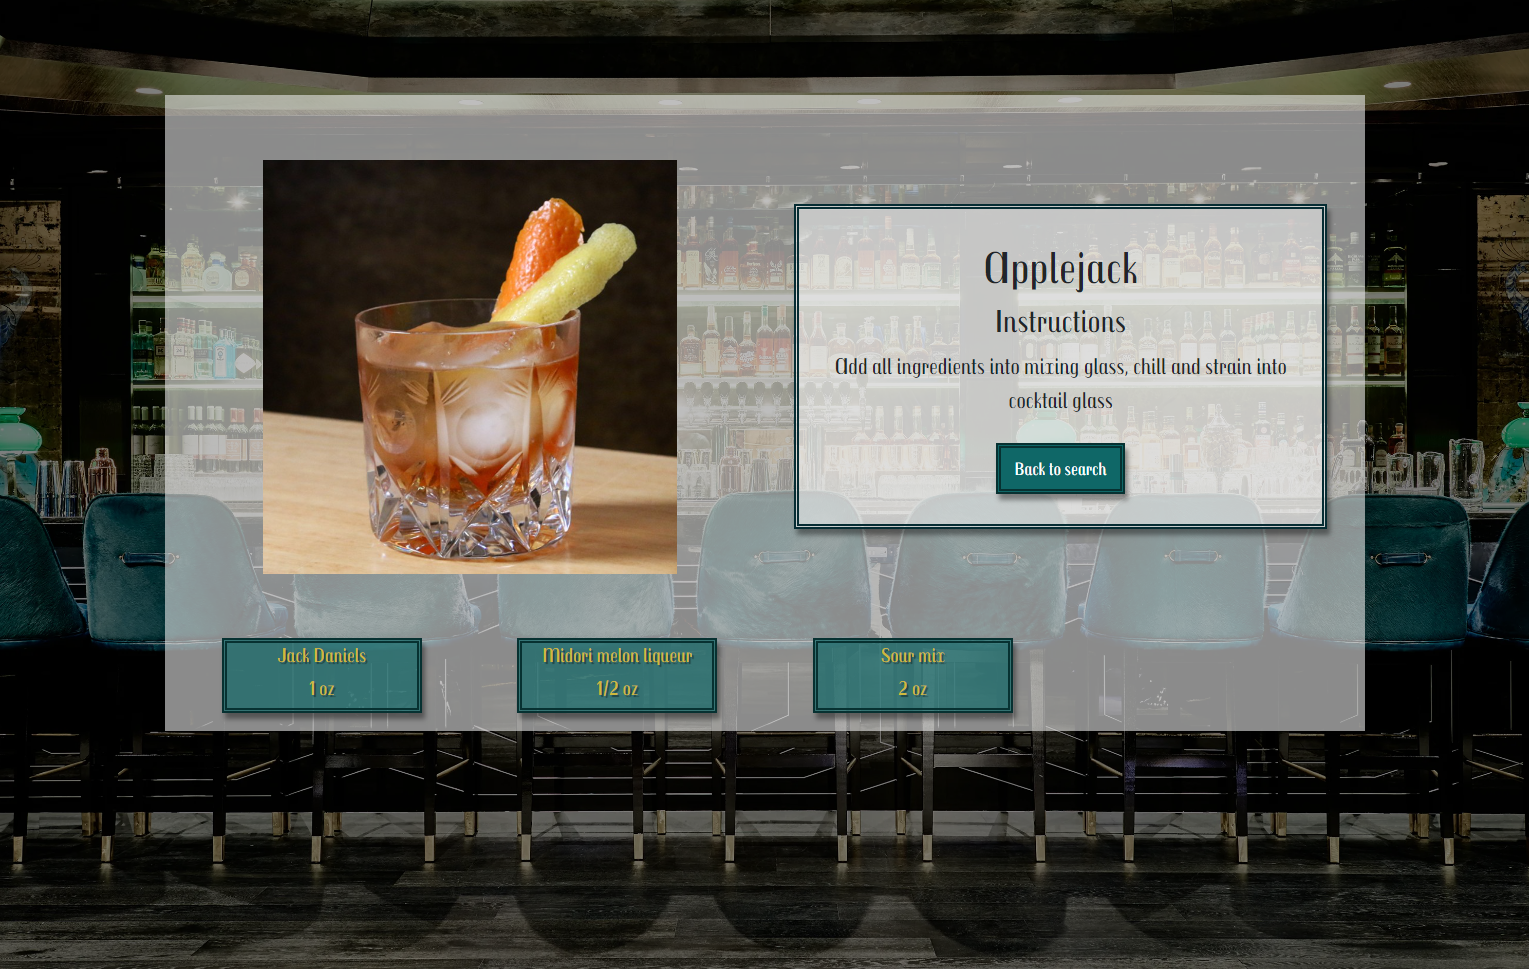 Applejack
Instructions
Add all ingredients into mixing glass, chill and strain into
cocktail glass
Back to search
Jack Daniels
1 oz
Midori melon liqueur
1/2 oz
Sour mix
2 oz